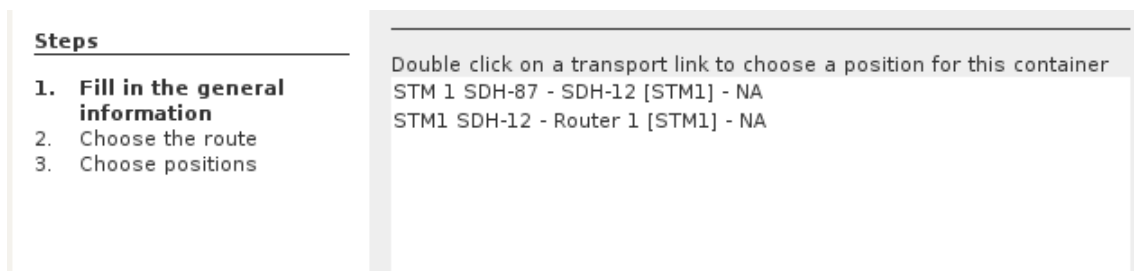 Steps
1. Fill in the general
information
2. Choose the route
3. Choose positions
Double click on a transport link to choose a position for this container
STM 1 SDH-87 - SDH-12 [STM1] - NA
STM1 SDH-12 - Router 1 [STM1] - NA